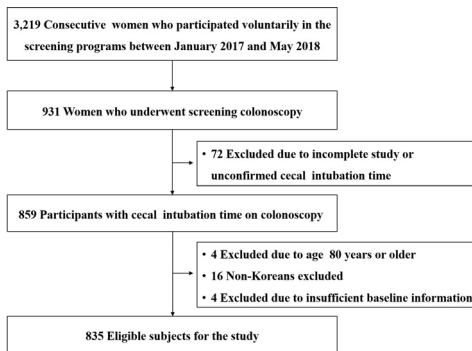 3,219 Consecutive women who participated voluntarily in the
screening programs between January 2017 and May 2018
931 Women who underwent screening colonoscopy
• 72 Excluded due to incomplete study or
unconfirmed cecal intubation time
859 Participants with cecal intubation time on colonoscopy
• 4 Excluded due to age 80 years or older
• 16 Non-Koreans excluded
• 4 Excluded due to insufficient baseline information
835 Eligible subjects for the study